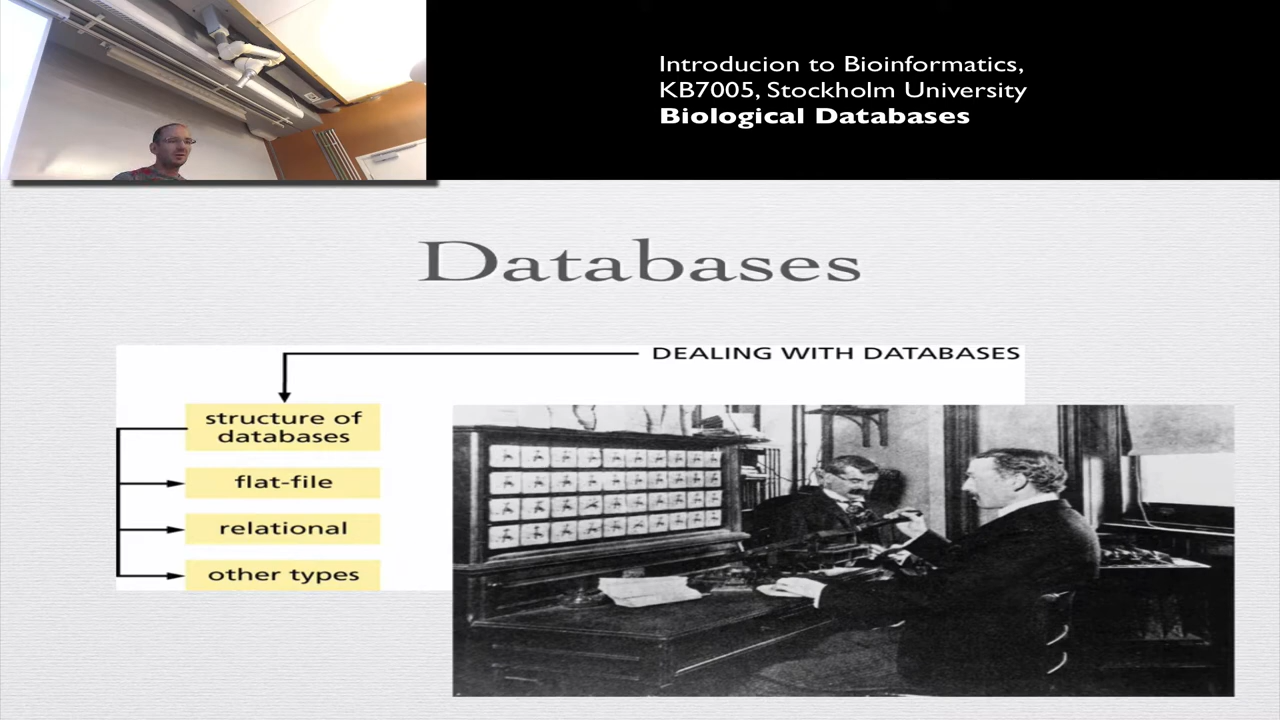 Introducion to Bioinformatics,
KB7005, Stockholm University
Biological Databases
Databases
DEALING WITH DATABASES
structure of
databases
flat-file
relational
other types